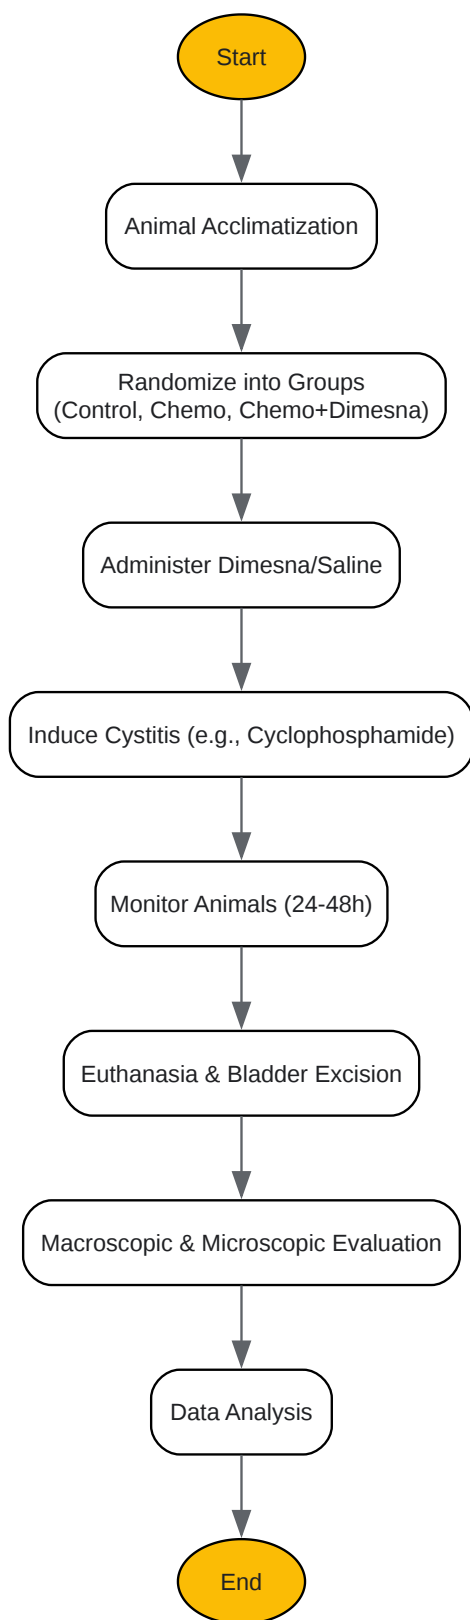 Start
Animal Acclimatization
Randomize into Groups
(Control, Chemo, Chemo+Dimesna)
Administer Dimesna/Saline
Induce Cystitis (e.g., Cyclophosphamide)
Monitor Animals (24-48h)
Euthanasia & Bladder Excision
Macroscopic & Microscopic Evaluation
Data Analysis
End